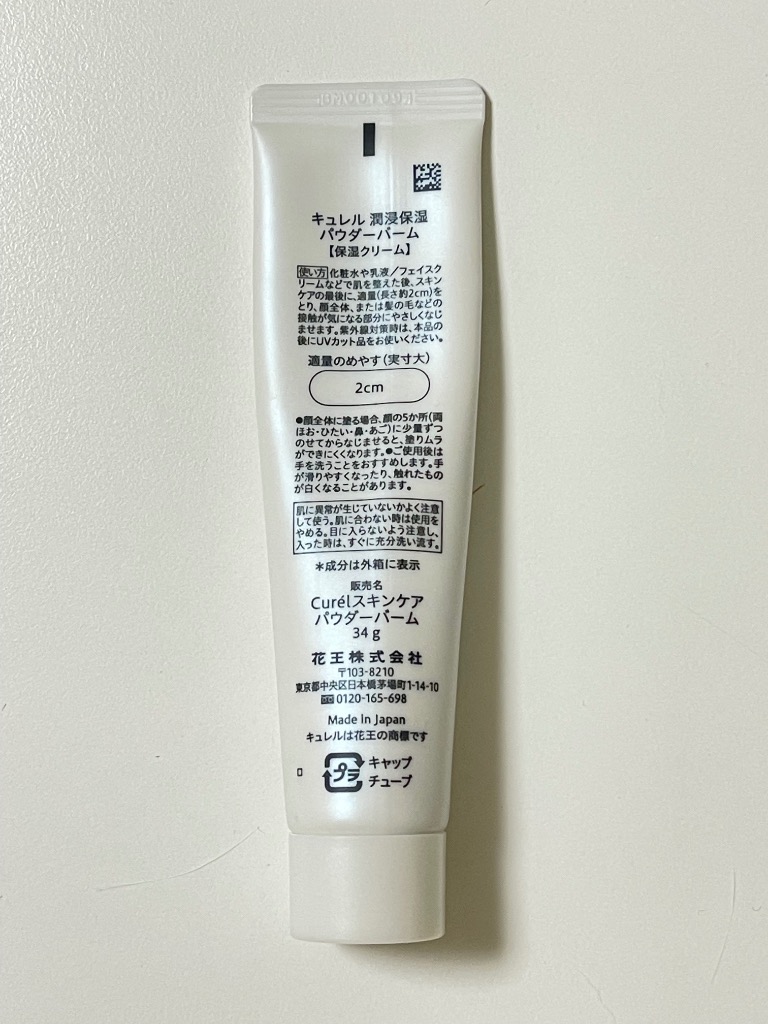 キュレル 潤浸保湿
パウダーバーム
【保湿クリーム】
使い方 化粧水や乳液／フェイスク
リームなどで肌を整えた後、スキン
ケアの最後に、適量(長さ約2cm)を
とり、顔全体、または髪の毛などの
接触が気になる部分にやさしくなじ
ませます。紫外線対策時は、本品の
後にUVカット品をお使いください。
適量のめやす(実寸大)
2cm
●顔全体に塗る場合、顔の5か所(両
ほお・ひたい・鼻・あご)に少量ずつ
のせてからなじませると、塗りムラ
ができにくくなります。●ご使用後は
手を洗うことをおすすめします。手
が滑りやすくなったり、触れたもの
が白くなることがあります。
肌に異常が生じていないかよく注意
して使う。肌に合わない時は使用を
やめる。目に入らないよう注意し、
入った時は、すぐに充分洗い流す。
＊成分は外箱に表示
販売名
Curélスキンケア
パウダーバーム
34 g
花王株式会社
〒103-8210
東京都中央区日本橋茅場町1-14-10
0120-165-698
Made in Japan
キュレルは花王の商標です
プラ
キャップ
チューブ